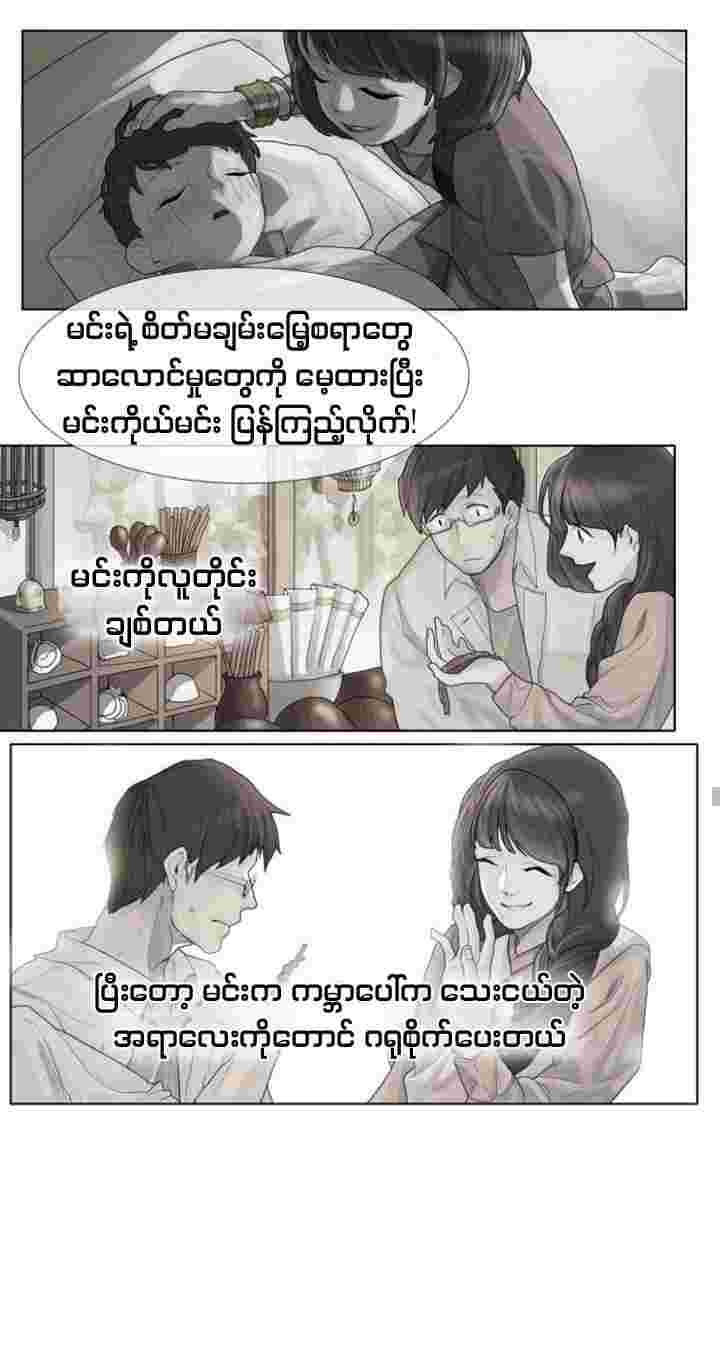 မင်းရဲ့ စိတ်မချမ်းမြေ့စရာတွေ
ဆာလောင်မှုတွေကို မေ့ထားပြီး
မင်းကိုယ်မင်း ပြန်ကြည့်လိုက်!
မင်းကိုလူတိုင်း
ချစ်တယ်
ပြီးတော့ မင်းက ကမ္ဘာပေါ်က သေးငယ်တဲ့
အရာလေးကိုတောင် ဂရုစိုက်ပေးတယ်